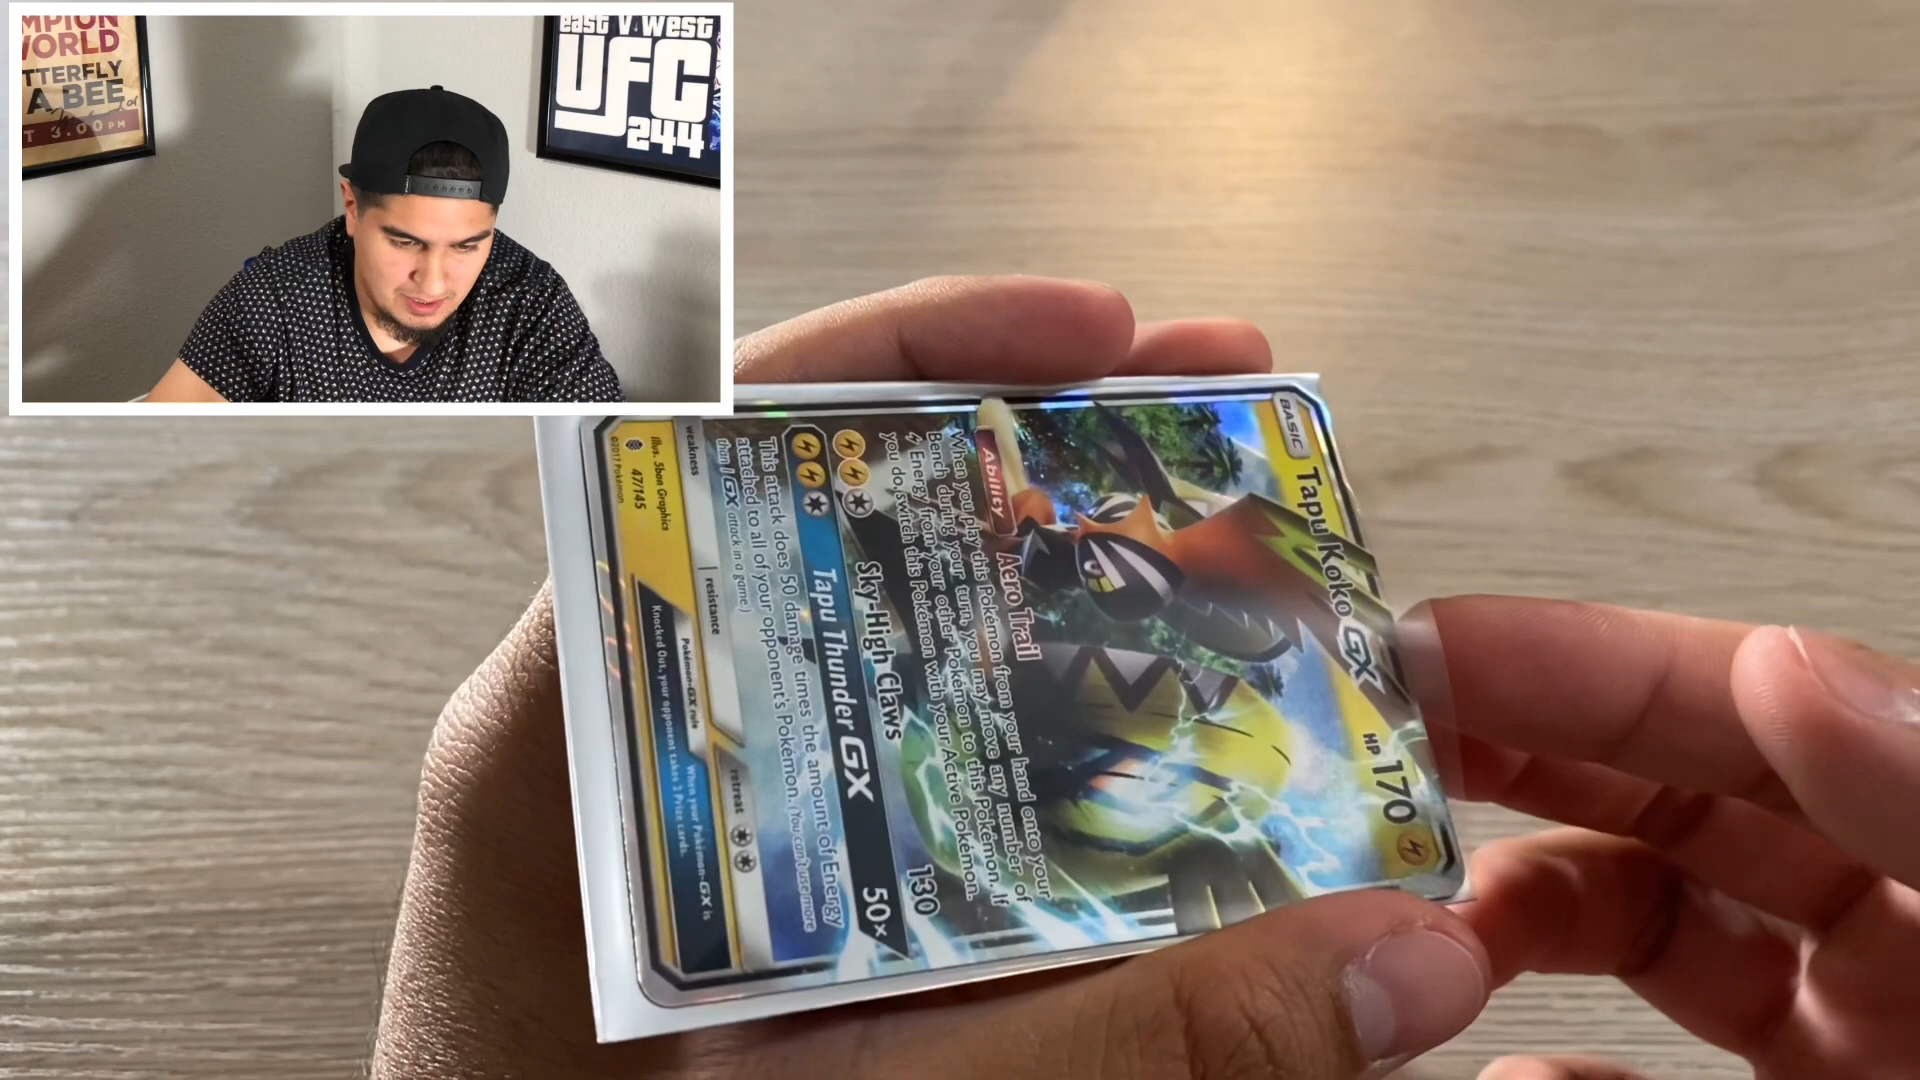 MPION
WORLD
TTERFLY
A BEE
T 3.00 PM
east V. West
UFC
244
BASIC
Tapu Koko GX
HP 170
Ability
Aero Trail
When you play this Pokémon from your hand onto your
Bench during your turn, you may move any number of
Energy from your other Pokémon to this Pokémon. If
you do, switch this Pokémon with your Active Pokémon.
Sky-High Claws
130
Tapu Thunder GX
50×
This attack does 50 damage times the amount of Energy
attached to all of your opponent's Pokémon. (You can't use more
than 1 GX attack in a game.)
weakness
resistance
retreat
Illus. 5ban Graphics
47/145
©2017 Pokémon
Pokémon-GX rule
When your Pokémon-GX is
Knocked Out, your opponent takes 2 Prize cards.